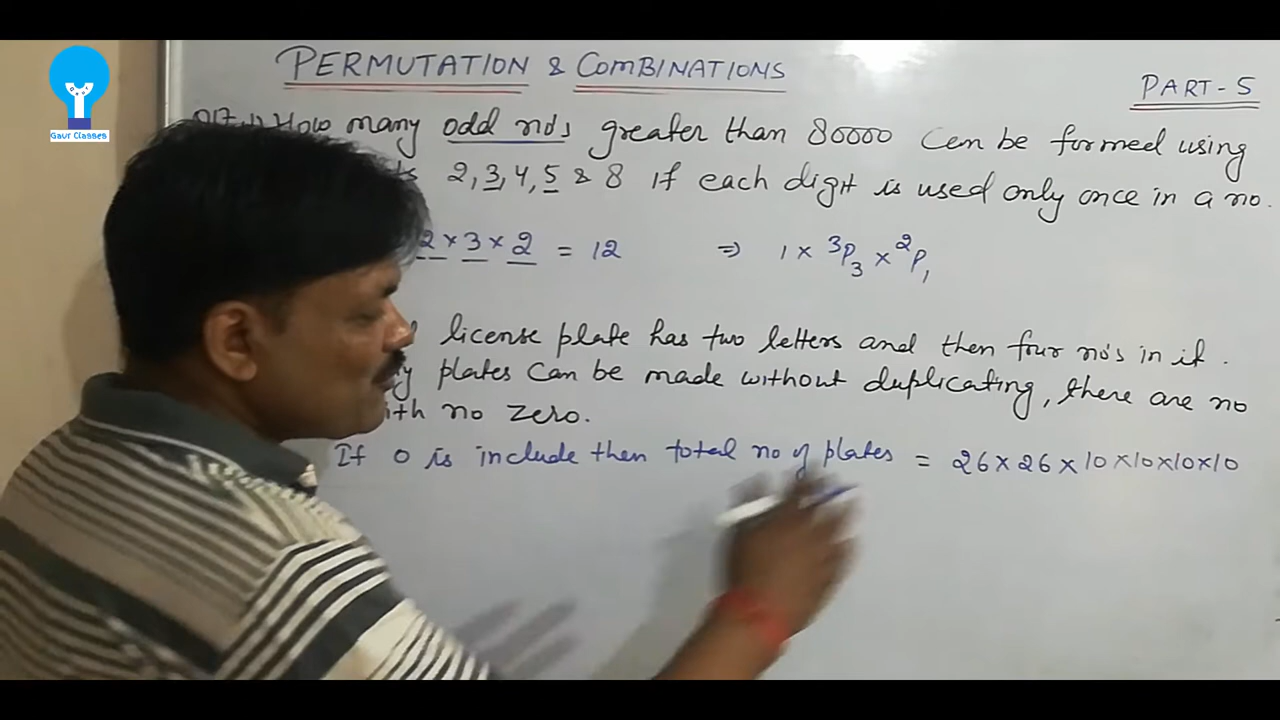 Gaur Classes
PERMUTATION & COMBINATIONS
PART-5
How many odd no's greater than 80000 can be formed using
2, 3, 4, 5 & 8 if each digit is used only once in a no.
2 × 3 × 2 = 12 ⇒ 1 × ³P₃ × ²P₁
license plate has two letters and then four no's in it.
plates can be made without duplicating, there are no
with no zero.
If 0 is include then total no of plates = 26 × 26 × 10 × 10 × 10 × 10